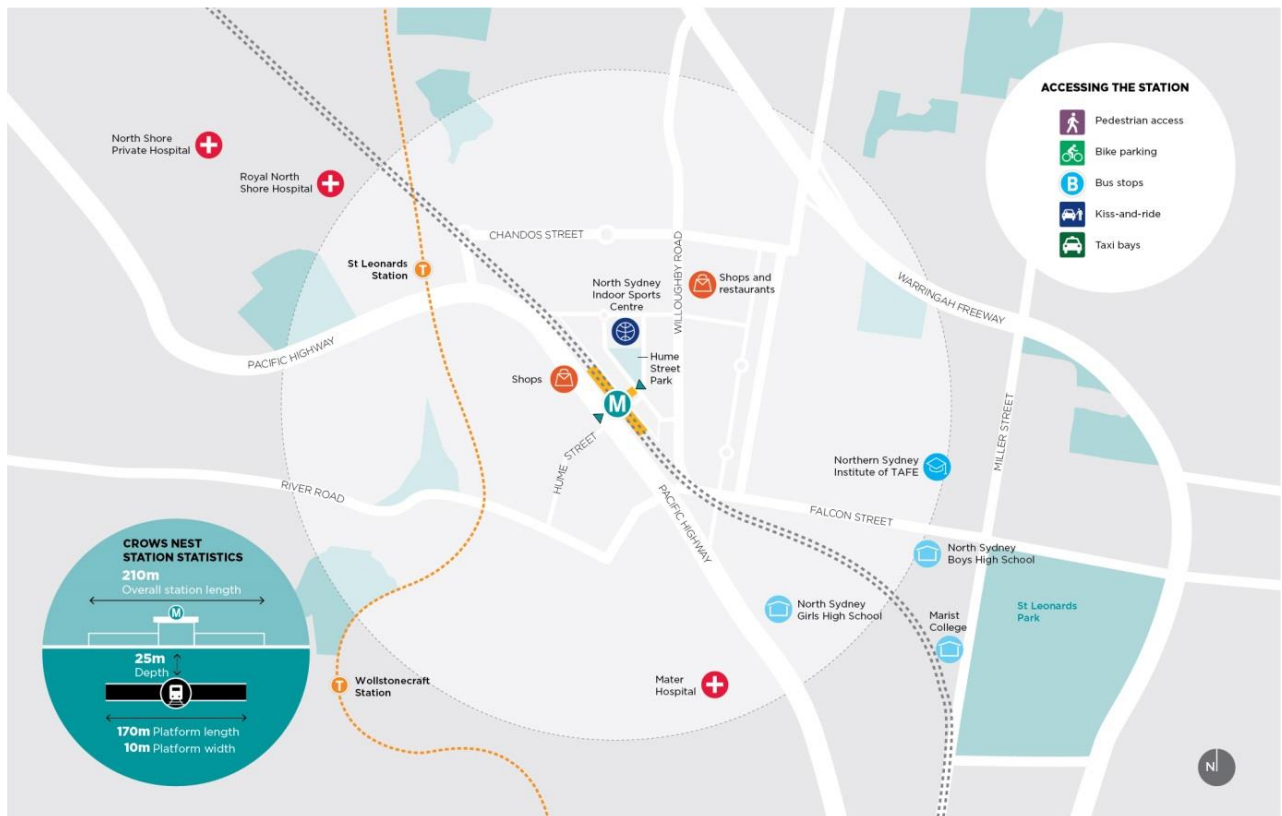 ACCESSING THE STATION
Pedestrian access
Bike parking
B
Bus stops
Kiss-and-ride
Taxi bays
North Shore
Private Hospital
Royal North
Shore Hospital
CHANDOS STREET
St Leonards
Station
T
North Sydney
Indoor Sports
Centre
WILLOUGHBY ROAD
Shops and
restaurants
WARRINGAH FREEWAY
PACIFIC HIGHWAY
Shops
Hume
Street
Park
M
HUME STREET
MILLER STREET
Northern Sydney
Institute of TAFE
RIVER ROAD
PACIFIC HIGHWAY
FALCON STREET
North Sydney
Boys High School
North Sydney
Girls High School
Marist
College
St Leonards
Park
Mater
Hospital
T
Wollstonecraft
Station
CROWS NEST
STATION STATISTICS
210m
Overall station length
M
25m
Depth
170m Platform length
10m Platform width
N